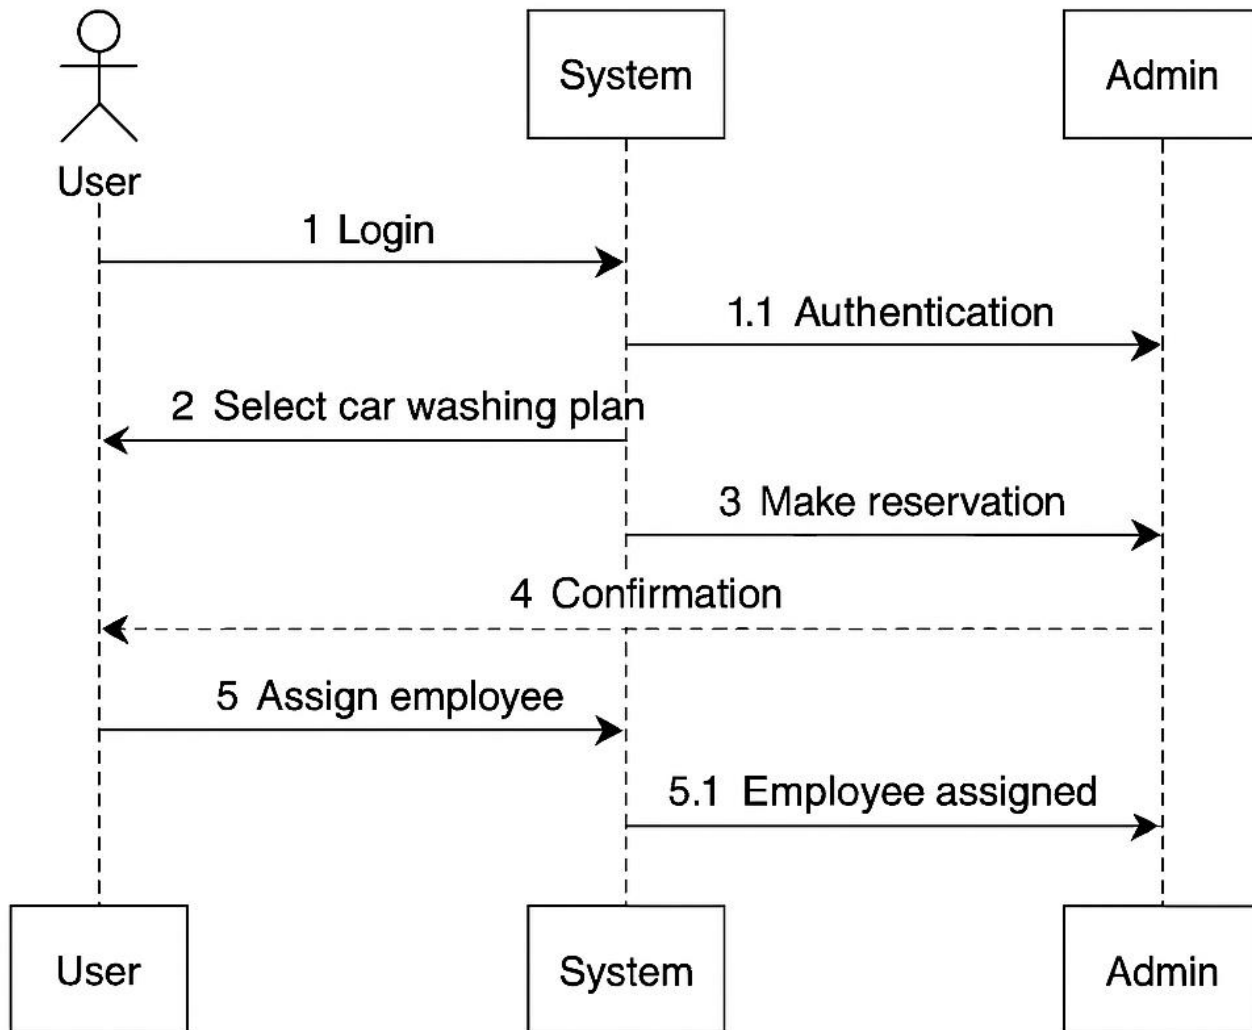 System
Admin
User
1 Login
1.1 Authentication
2 Select car washing plan
3 Make reservation
4 Confirmation
5 Assign employee
5.1 Employee assigned
User
System
Admin